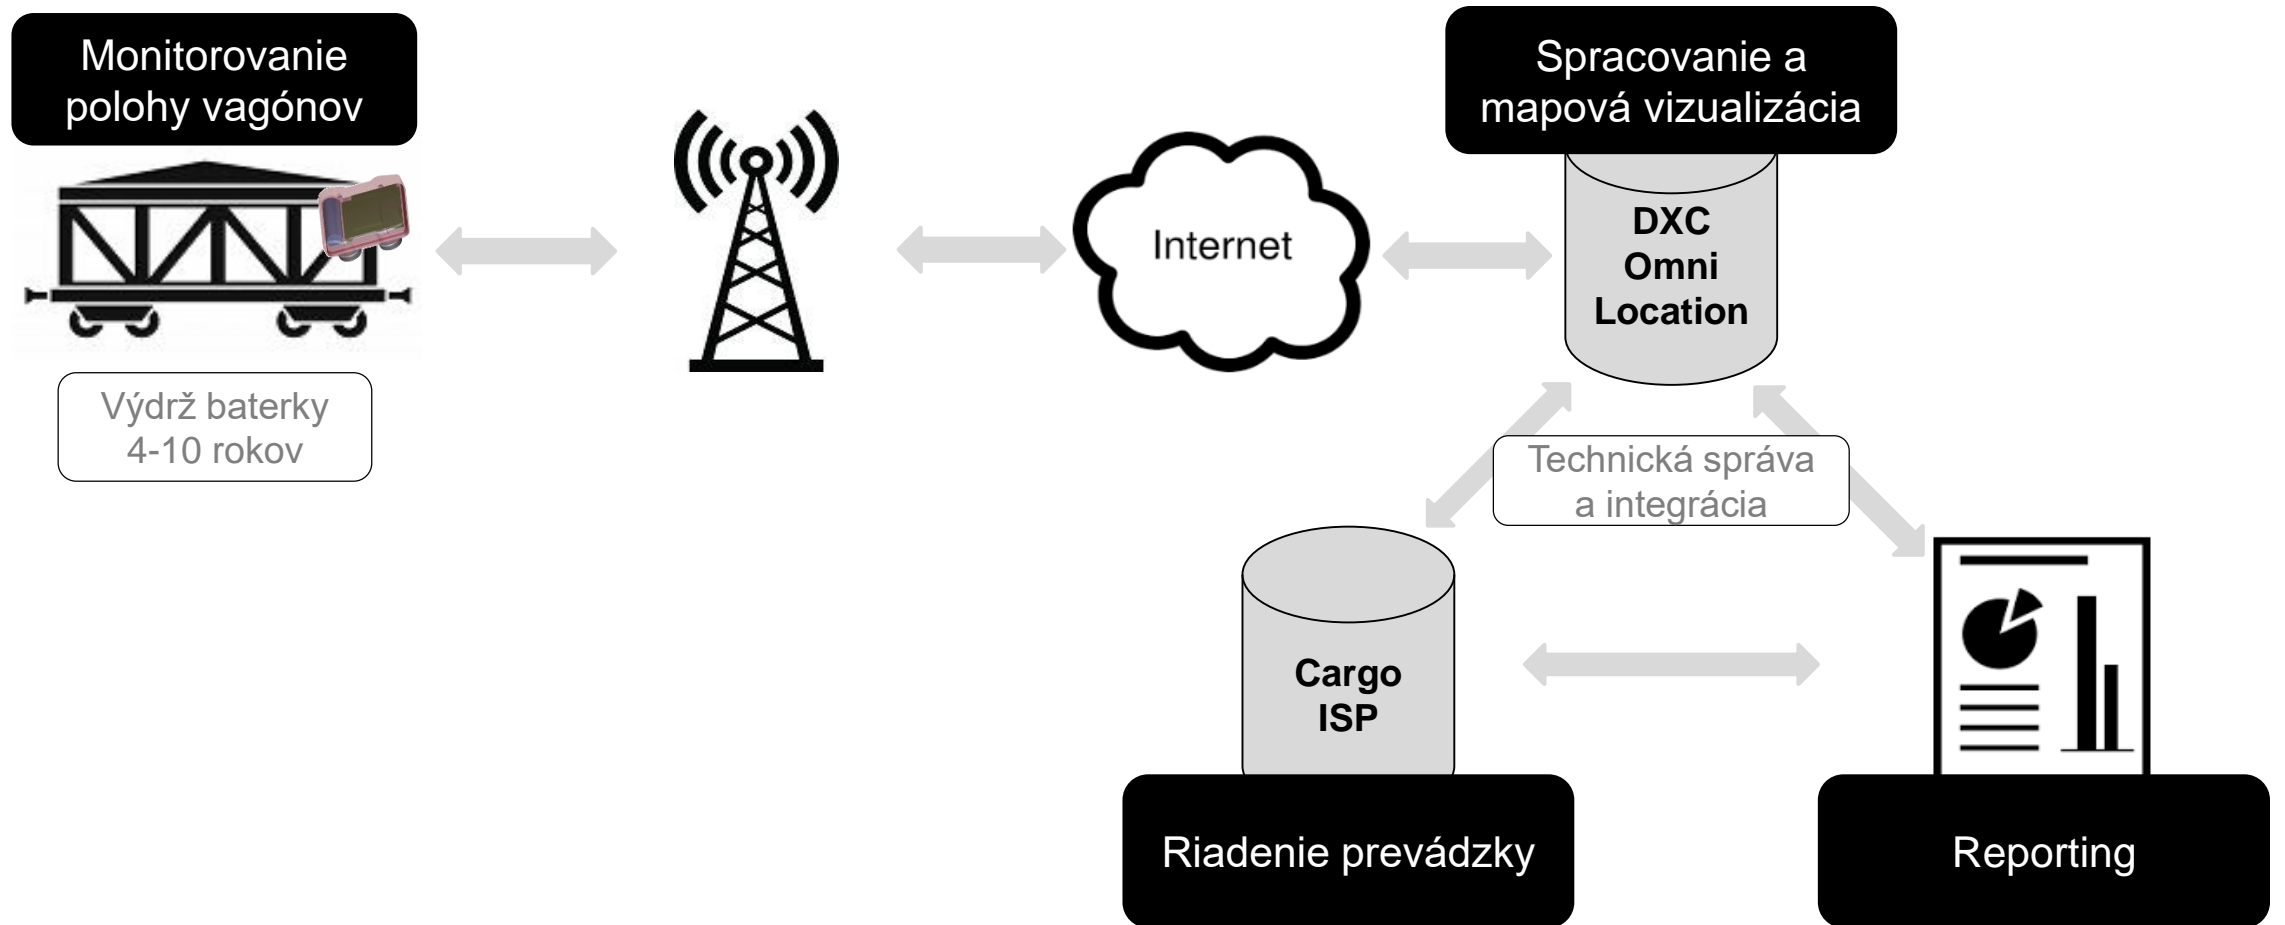 Monitorovanie
polohy vagónov
Spracovanie a
mapová vizualizácia
Internet
DXC
Omni
Location
Výdrž baterky
4-10 rokov
Technická správa
a integrácia
Cargo
ISP
Riadenie prevádzky
Reporting